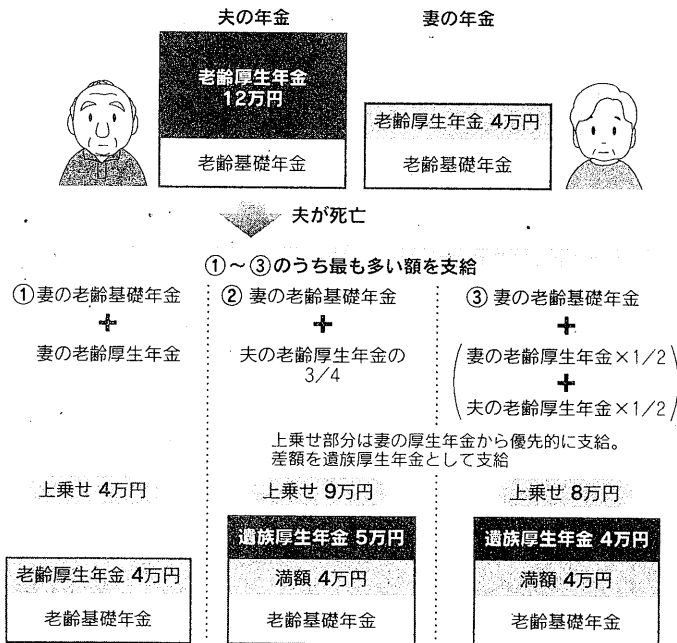 夫の年金
妻の年金
老齢厚生年金
12万円
老齢基礎年金
老齢厚生年金 4万円
老齢基礎年金
夫が死亡
①～③のうち最も多い額を支給
①妻の老齢基礎年金
+
妻の老齢厚生年金
② 妻の老齢基礎年金
+
夫の老齢厚生年金の
3/4
③ 妻の老齢基礎年金
+
(妻の老齢厚生年金×1/2
+
夫の老齢厚生年金×1/2)
上乗せ部分は妻の厚生年金から優先的に支給。
差額を遺族厚生年金として支給
上乗せ 4万円
老齢厚生年金 4万円
老齢基礎年金
上乗せ 9万円
遺族厚生年金 5万円
満額 4万円
老齢基礎年金
上乗せ 8万円
遺族厚生年金 4万円
満額 4万円
老齢基礎年金